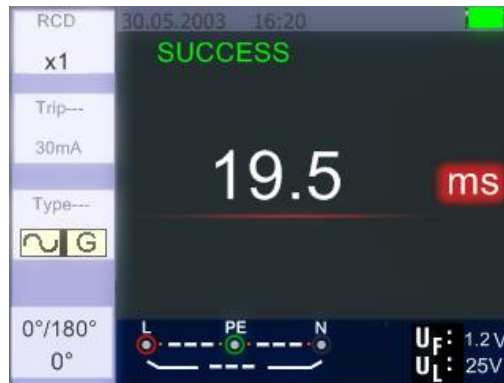 RCD
30.05.2003 16:20
x1
SUCCESS
Trip---
30mA
19.5 ms
Type---
G
0°/180°
0°
L PE N
UF: 1.2V
UL: 25V